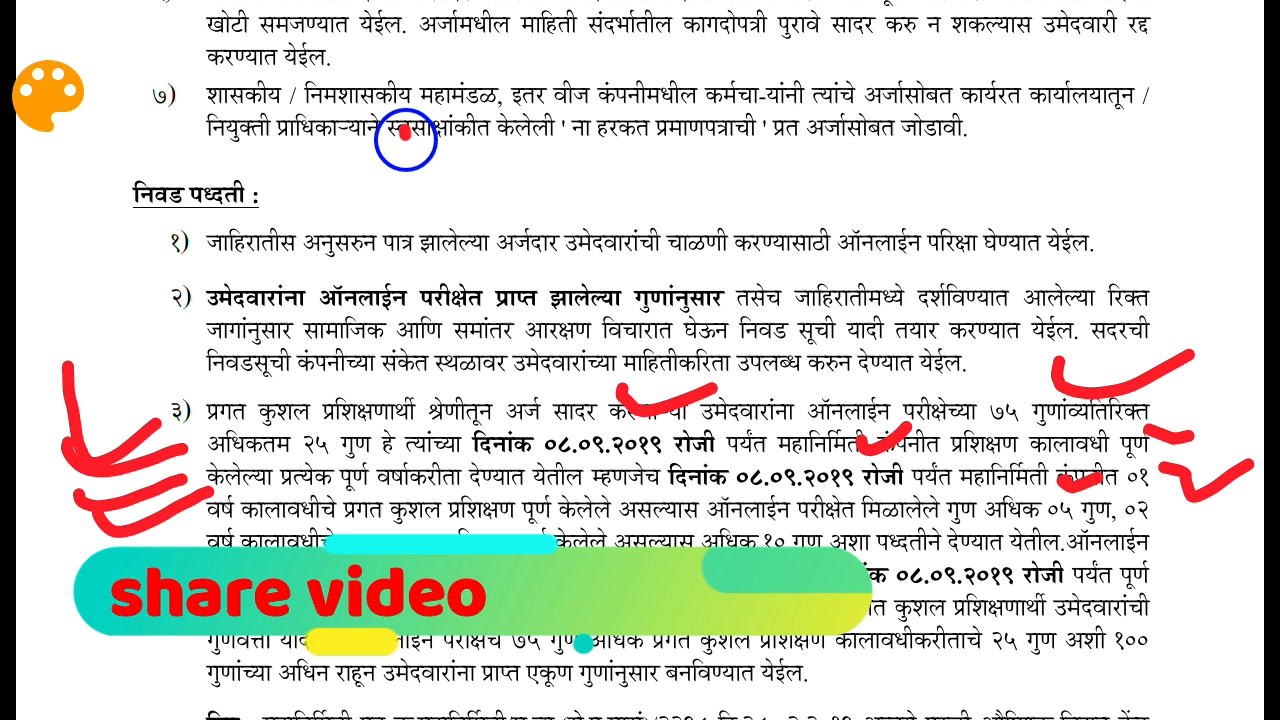 खोटी समजण्यात येईल. अर्जामधील माहिती संदर्भातील कागदोपत्री पुरावे सादर करु न शकल्यास उमेदवारी रद्द
करण्यात येईल.
७) शासकीय / निमशासकीय महामंडळ, इतर वीज कंपनीमधील कर्मचा-यांनी त्यांचे अर्जासोबत कार्यरत कार्यालयातून /
नियुक्ती प्राधिकाऱ्याने स्वसाक्षांकीत केलेली ' ना हरकत प्रमाणपत्राची ' प्रत अर्जासोबत जोडावी.
निवड पध्दती :
१) जाहिरातीस अनुसरुन पात्र झालेल्या अर्जदार उमेदवारांची चाळणी करण्यासाठी ऑनलाईन परिक्षा घेण्यात येईल.
२) उमेदवारांना ऑनलाईन परीक्षेत प्राप्त झालेल्या गुणांनुसार तसेच जाहिरातीमध्ये दर्शविण्यात आलेल्या रिक्त
जागांनुसार सामाजिक आणि समांतर आरक्षण विचारात घेऊन निवड सूची यादी तयार करण्यात येईल. सदरची
निवडसूची कंपनीच्या संकेत स्थळावर उमेदवारांच्या माहितीकरिता उपलब्ध करुन देण्यात येईल.
३) प्रगत कुशल प्रशिक्षणार्थी श्रेणीतून अर्ज सादर उमेदवारांना ऑनलाईन परीक्षेच्या ७५ गुणांव्यतिरिक्त
अधिकतम २५ गुण हे त्यांच्या दिनांक ०८.०९.२०१९ रोजी पर्यंत महानिर्मिती कंपनीत प्रशिक्षण कालावधी पूर्ण
केलेल्या प्रत्येक पूर्ण वर्षाकरीता देण्यात येतील म्हणजेच दिनांक ०८.०९.२०१९ रोजी पर्यंत महानिर्मिती कंपनीत ०१
वर्ष कालावधीचे प्रगत कुशल प्रशिक्षण पूर्ण केलेले असल्यास ऑनलाईन परीक्षेत मिळालेले गुण अधिक ०५ गुण, ०२
वर्ष कालावधीचे केलेले असल्यास अधिक १० गुण अशा पध्दतीने देण्यात येतील.ऑनलाईन
०८.०९.२०१९ रोजी पर्यंत पूर्ण
share video
कुशल प्रशिक्षणार्थी उमेदवारांची
गुणवत्ता परीक्षेचे ७५ गुण अधिक प्रगत कुशल प्रशिक्षण कालावधीकरीताचे २५ गुण अशी १००
गुणांच्या अधिन राहून उमेदवारांना प्राप्त एकूण गुणांनुसार बनविण्यात येईल.